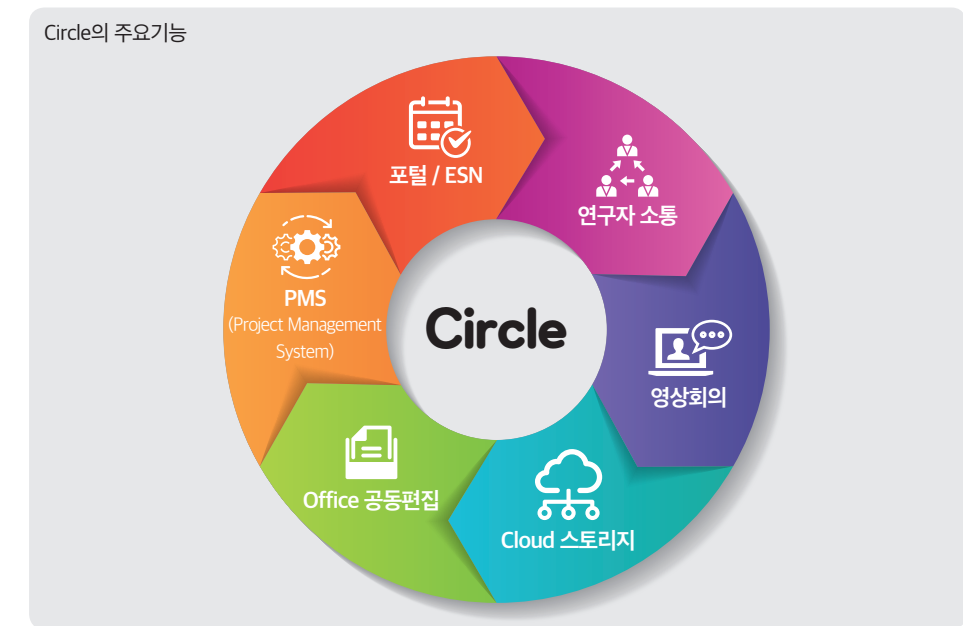 Circle의 주요기능
포털 / ESN
연구자 소통
영상회의
Cloud 스토리지
Office 공동편집
PMS
(Project Management
System)
Circle